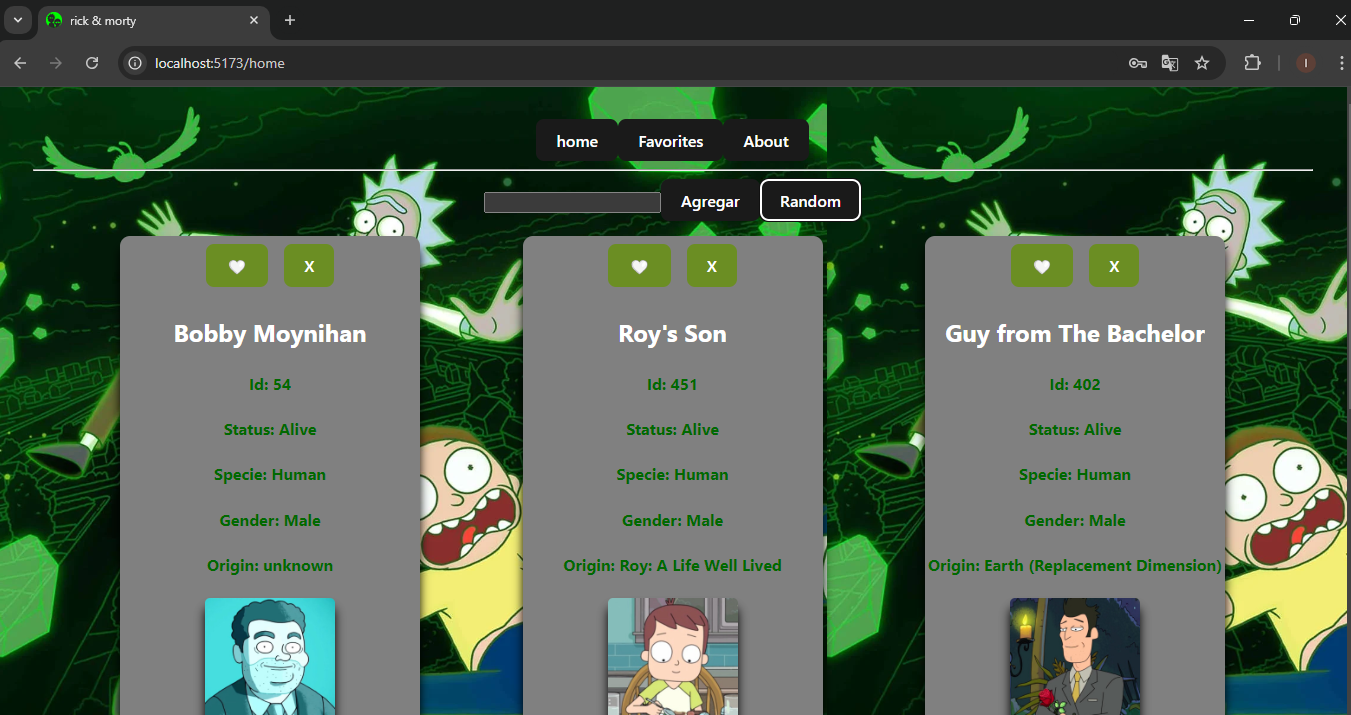 rick & morty
localhost:5173/home
I
home Favorites About
Agregar Random
X X X
Bobby Moynihan Roy's Son Guy from The Bachelor
Id: 54 Id: 451 Id: 402
Status: Alive Status: Alive Status: Alive
Specie: Human Specie: Human Specie: Human
Gender: Male Gender: Male Gender: Male
Origin: unknown Origin: Roy: A Life Well Lived Origin: Earth (Replacement Dimension)